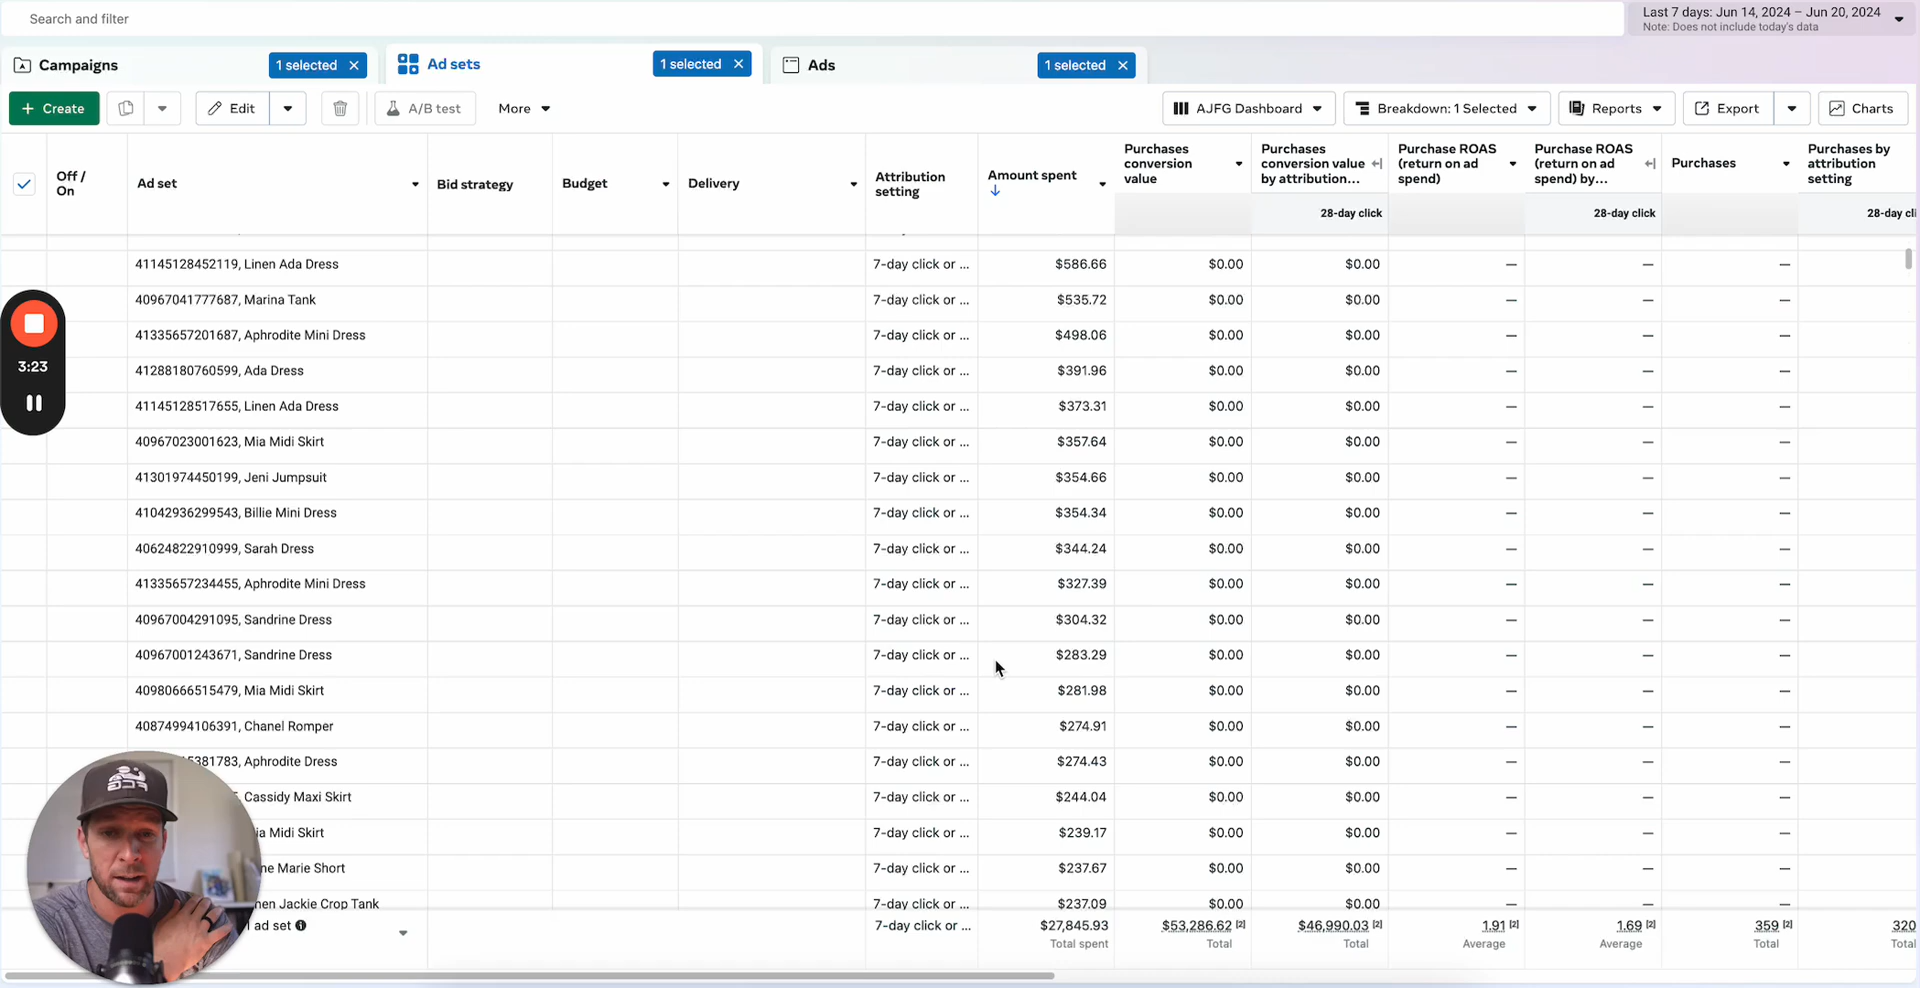 Search and filter
Last 7 days: Jun 14, 2024 – Jun 20, 2024
Note: Does not include today's data
Campaigns
1 selected
Ad sets
1 selected
Ads
1 selected
+ Create
Edit
A/B test
More
AJFG Dashboard
Breakdown: 1 Selected
Reports
Export
Charts
Off / On
Ad set
Bid strategy
Budget
Delivery
Attribution setting
Amount spent
Purchases conversion value
Purchases conversion value by attribution...
Purchase ROAS (return on ad spend)
Purchase ROAS (return on ad spend) by...
Purchases
Purchases by attribution setting
28-day click
28-day click
28-day cli
41145128452119, Linen Ada Dress 7-day click or ... $586.66 $0.00 $0.00 — — —
40967041777687, Marina Tank 7-day click or ... $535.72 $0.00 $0.00 — — —
41335657201687, Aphrodite Mini Dress 7-day click or ... $498.06 $0.00 $0.00 — — —
41288180760599, Ada Dress 7-day click or ... $391.96 $0.00 $0.00 — — —
41145128517655, Linen Ada Dress 7-day click or ... $373.31 $0.00 $0.00 — — —
40967023001623, Mia Midi Skirt 7-day click or ... $357.64 $0.00 $0.00 — — —
41301974450199, Jeni Jumpsuit 7-day click or ... $354.66 $0.00 $0.00 — — —
41042936299543, Billie Mini Dress 7-day click or ... $354.34 $0.00 $0.00 — — —
40624822910999, Sarah Dress 7-day click or ... $344.24 $0.00 $0.00 — — —
41335657234455, Aphrodite Mini Dress 7-day click or ... $327.39 $0.00 $0.00 — — —
40967004291095, Sandrine Dress 7-day click or ... $304.32 $0.00 $0.00 — — —
40967001243671, Sandrine Dress 7-day click or ... $283.29 $0.00 $0.00 — — —
40980666515479, Mia Midi Skirt 7-day click or ... $281.98 $0.00 $0.00 — — —
40874994106391, Chanel Romper 7-day click or ... $274.91 $0.00 $0.00 — — —
5381783, Aphrodite Dress 7-day click or ... $274.43 $0.00 $0.00 — — —
Cassidy Maxi Skirt 7-day click or ... $244.04 $0.00 $0.00 — — —
ia Midi Skirt 7-day click or ... $239.17 $0.00 $0.00 — — —
ne Marie Short 7-day click or ... $237.67 $0.00 $0.00 — — —
nen Jackie Crop Tank 7-day click or ... $237.09 $0.00 $0.00 — — —
ad set 7-day click or ... $27,845.93 $53,286.62 [2] $46,990.03 [2] 1.91 [2] 1.69 [2] 359 [2] 320
Total spent Total Total Average Average Total Total
3:23